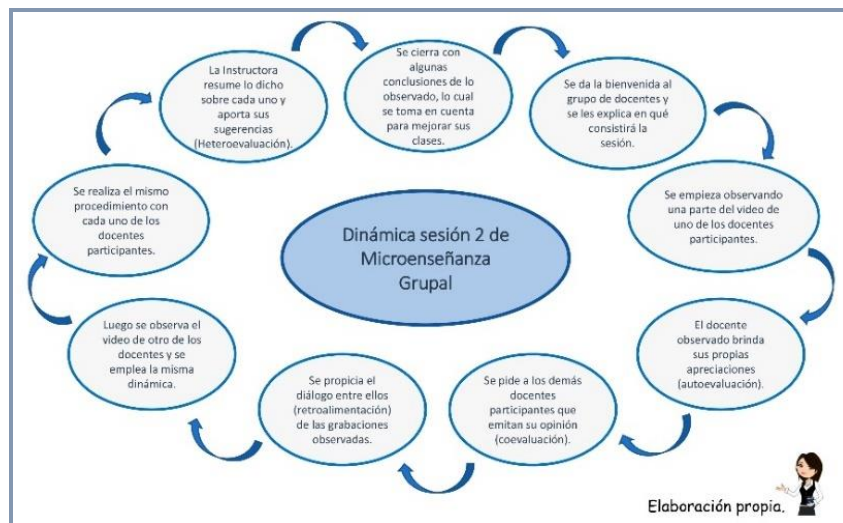 La Instructora
resume lo dicho
sobre cada uno y
aporta sus
sugerencias
(Heteroevaluación).
Se cierra con
algunas
conclusiones de lo
observado, lo cual
se toma en cuenta
para mejorar sus
clases.
Se da la bienvenida al
grupo de docentes y
se les explica en qué
consistirá la
sesión.
Se empieza observando
una parte del video de
uno de los docentes
participantes.
El docente
observado brinda
sus propias
apreciaciones
(autoevaluación).
Se pide a los demás
docentes
participantes que
emitan su opinión
(coevaluación).
Se propicia el
diálogo entre ellos
(retroalimentación)
de las grabaciones
observadas.
Luego se observa el
video de otro de los
docentes y se
emplea la misma
dinámica.
Se realiza el mismo
procedimiento con
cada uno de los
docentes
participantes.
Dinámica sesión 2 de
Microenseñanza
Grupal
Elaboración propia.